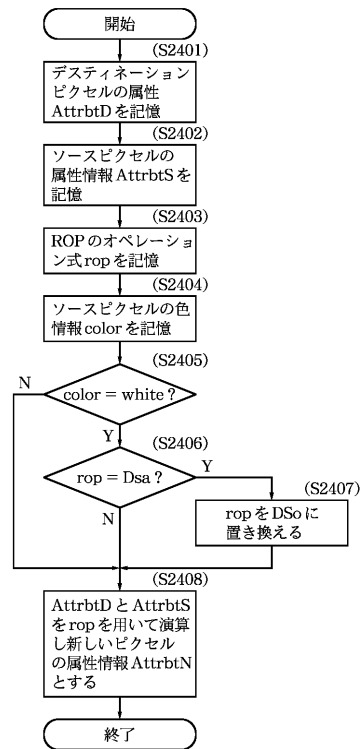 開始
(S2401)
デスティネーション
ピクセルの属性
AttrbtDを記憶
(S2402)
ソースピクセルの
属性情報AttrbtSを
記憶
(S2403)
ROPのオペレーショ
ン式ropを記憶
(S2404)
ソースピクセルの色
情報colorを記憶
(S2405)
N
color = white ?
Y
(S2406)
rop = Dsa ?
Y
(S2407)
ropをDSoに
置き換える
N
(S2408)
AttrbtDとAttrbtS
をropを用いて演算
し新しいピクセル
の属性情報AttrbtN
とする
終了